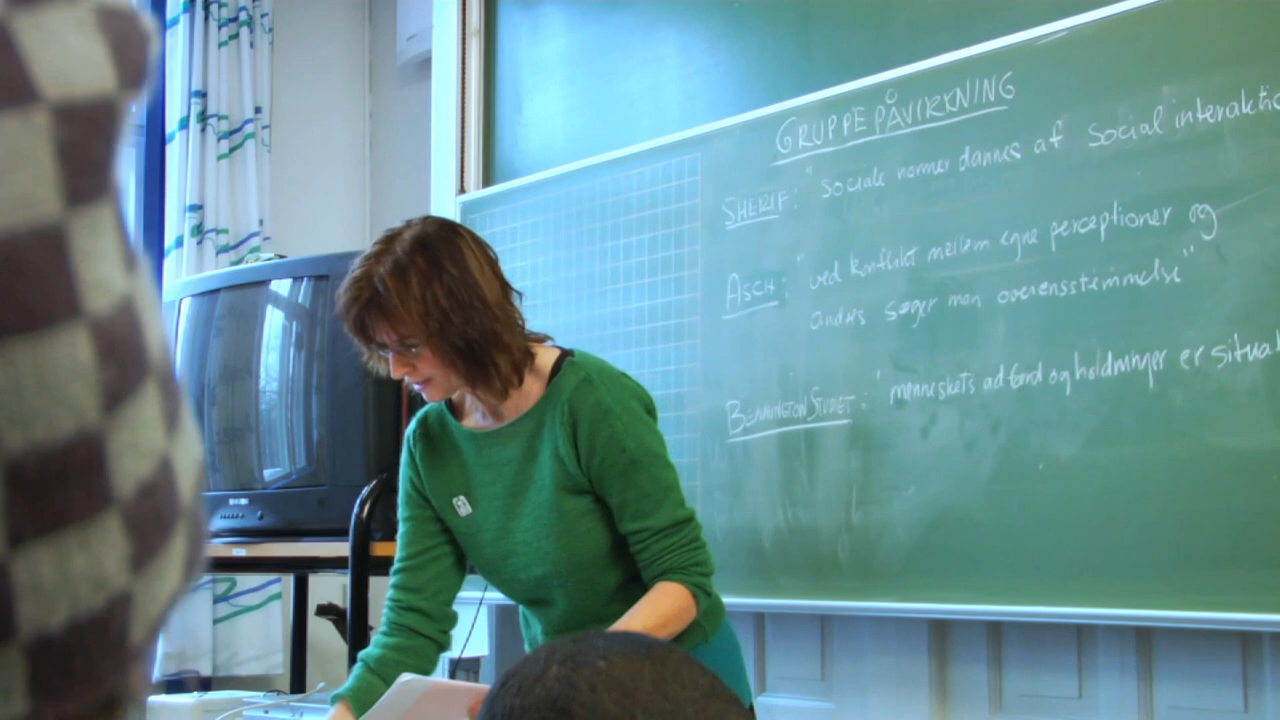 GRUPPEPÅVIRKNING
SHERIF: "Sociale normer dannes af Social interaktio
ASCH: "ved konflikt mellem egne perceptioner og
andres søger man overensstemmelse"
BENNINGTON STUDIET: "menneskets adfærd og holdninger er situa